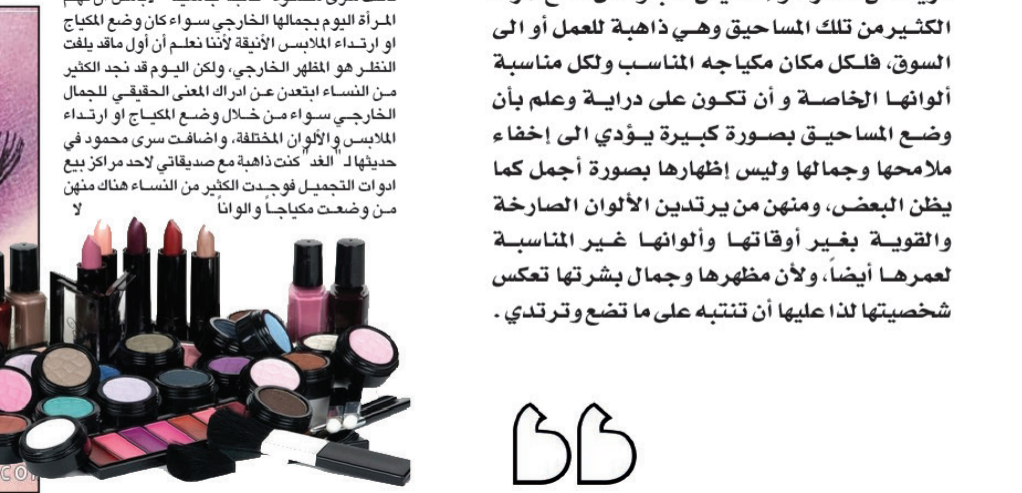 الكثير من تلك المساحيق وهي ذاهبة للعمل أو الى
السوق، فلكل مكان مكياجه المناسب ولكل مناسبة
ألوانها الخاصة و أن تكون على دراية وعلم بأن
وضع المساحيق بصورة كبيرة يؤدي الى إخفاء
ملامحها وجمالها وليس إظهارها بصورة أجمل كما
يظن البعض، ومنهن من يرتدين الألوان الصارخة
والقوية بغير أوقاتها وألوانها غير المناسبة
لعمرها أيضاً، ولأن مظهرها وجمال بشرتها تعكس
شخصيتها لذا عليها أن تنتبه على ما تضع وترتدي .
المرأة اليوم بجمالها الخارجي سواء كان وضع المكياج
او ارتداء الملابس الأنيقة لأننا نعلم أن أول ماقد يلفت
النظر هو المظهر الخارجي، ولكن اليوم قد نجد الكثير
من النساء ابتعدن عن ادراك المعنى الحقيقي للجمال
الخارجي سواء من خلال وضع المكياج او ارتداء
الملابس والألوان المختلفة، واضافت سرى محمود في
حديثها لـ "الغد" كنت ذاهبة مع صديقاتي لاحد مراكز بيع
ادوات التجميل فوجدت الكثير من النساء هناك منهن
من وضعت مكياجاً والواناً لا